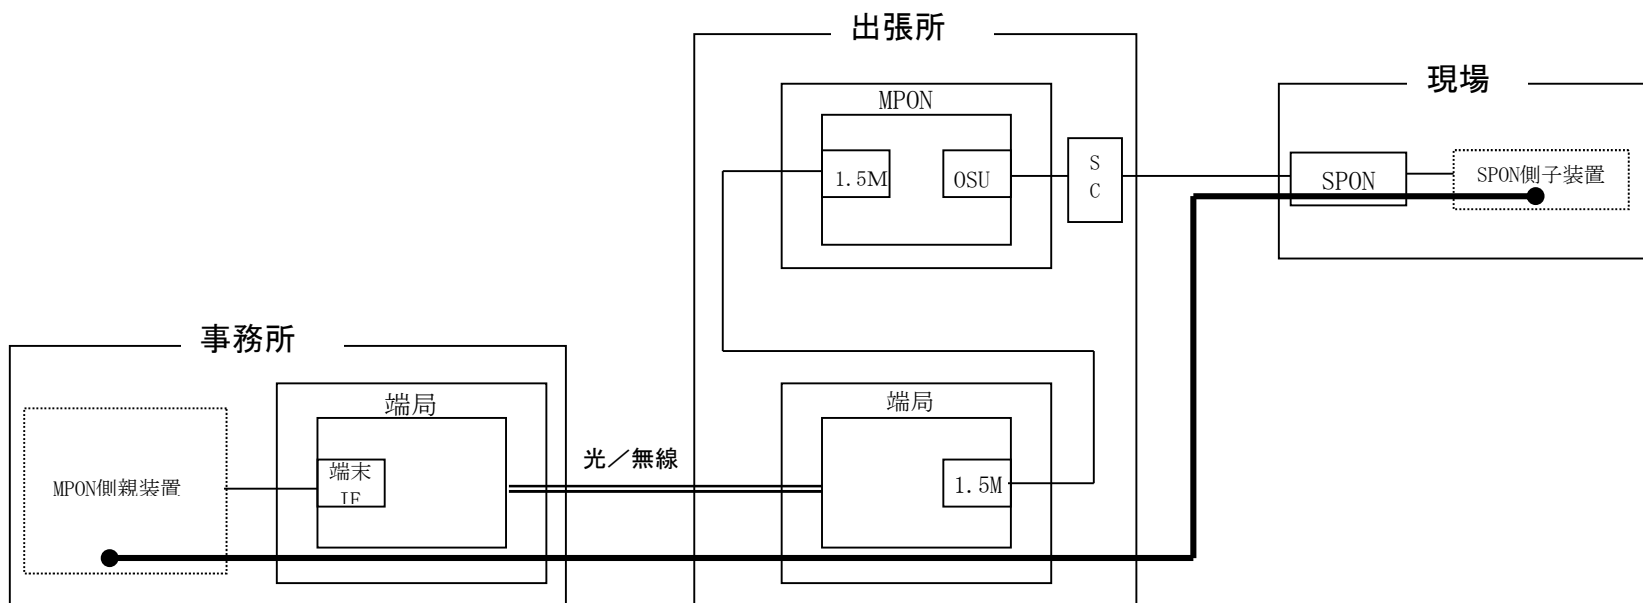 出張所
現場
MPON
1.5M
OSU
S
C
SPON
SPON側子装置
事務所
端局
端局
光／無線
MPON側親装置
端末
IF
1.5M